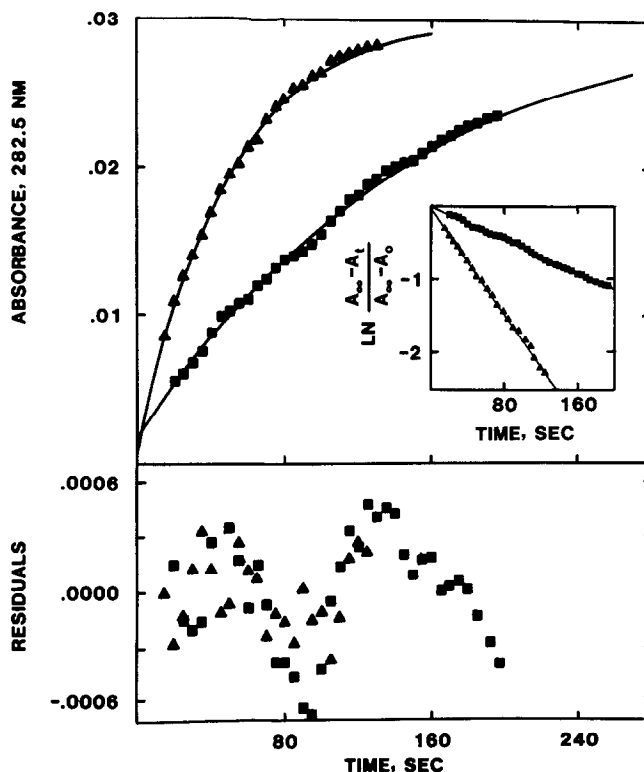 .03
.02
.01
ABSORBANCE, 282.5 NM
LN A∞-At
A∞-Ao
-1
-2
80 160
TIME, SEC
.0006
.0000
-.0006
RESIDUALS
80 160 240
TIME, SEC